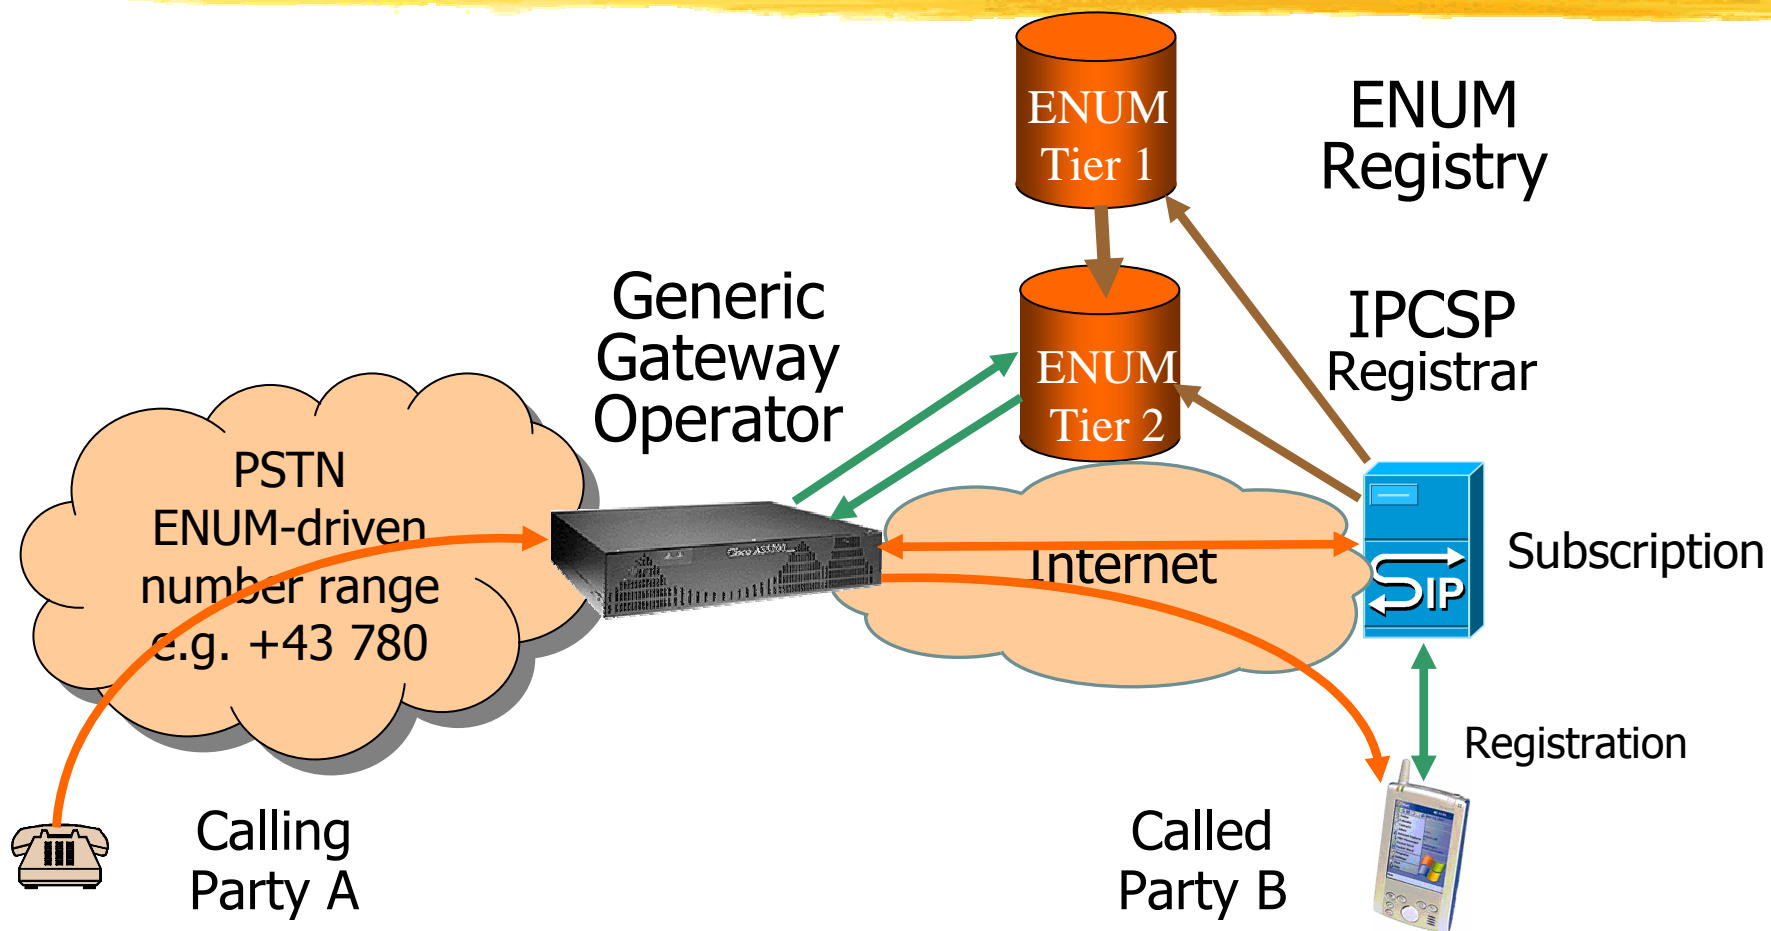 ENUM
Tier 1
ENUM
Registry
Generic
Gateway
Operator
ENUM
Tier 2
IPCSP
Registrar
PSTN
ENUM-driven
number range
e.g. +43 780
Internet
SIP
Subscription
Registration
Calling
Party A
Called
Party B